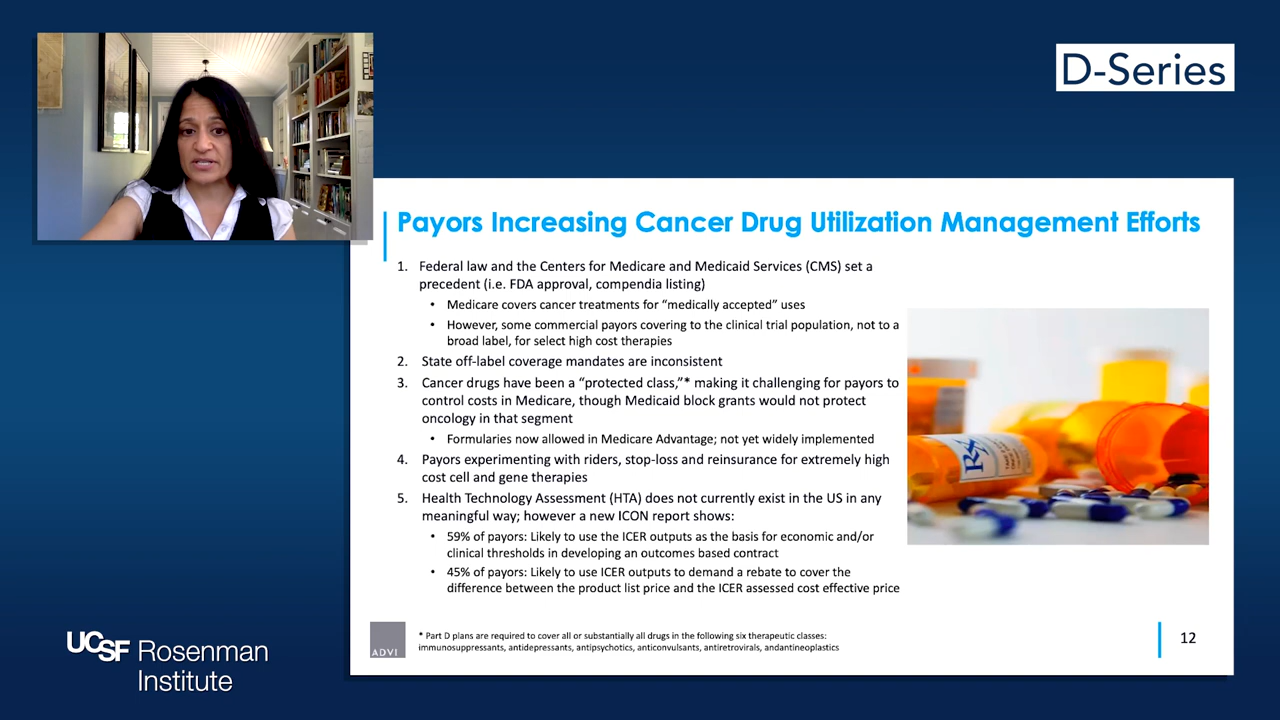 D-Series
Payors Increasing Cancer Drug Utilization Management Efforts
1. Federal law and the Centers for Medicare and Medicaid Services (CMS) set a
precedent (i.e. FDA approval, compendia listing)
• Medicare covers cancer treatments for “medically accepted” uses
• However, some commercial payors covering to the clinical trial population, not to a
broad label, for select high cost therapies
2. State off-label coverage mandates are inconsistent
3. Cancer drugs have been a “protected class,”* making it challenging for payors to
control costs in Medicare, though Medicaid block grants would not protect
oncology in that segment
• Formularies now allowed in Medicare Advantage; not yet widely implemented
4. Payors experimenting with riders, stop-loss and reinsurance for extremely high
cost cell and gene therapies
5. Health Technology Assessment (HTA) does not currently exist in the US in any
meaningful way; however a new ICON report shows:
• 59% of payors: Likely to use the ICER outputs as the basis for economic and/or
clinical thresholds in developing an outcomes based contract
• 45% of payors: Likely to use ICER outputs to demand a rebate to cover the
difference between the product list price and the ICER assessed cost effective price
Rx
ADVI
* Part D plans are required to cover all or substantially all drugs in the following six therapeutic classes:
immunosuppressants, antidepressants, antipsychotics, anticonvulsants, antiretrovirals, andantineoplastics
12
UCSF Rosenman
Institute